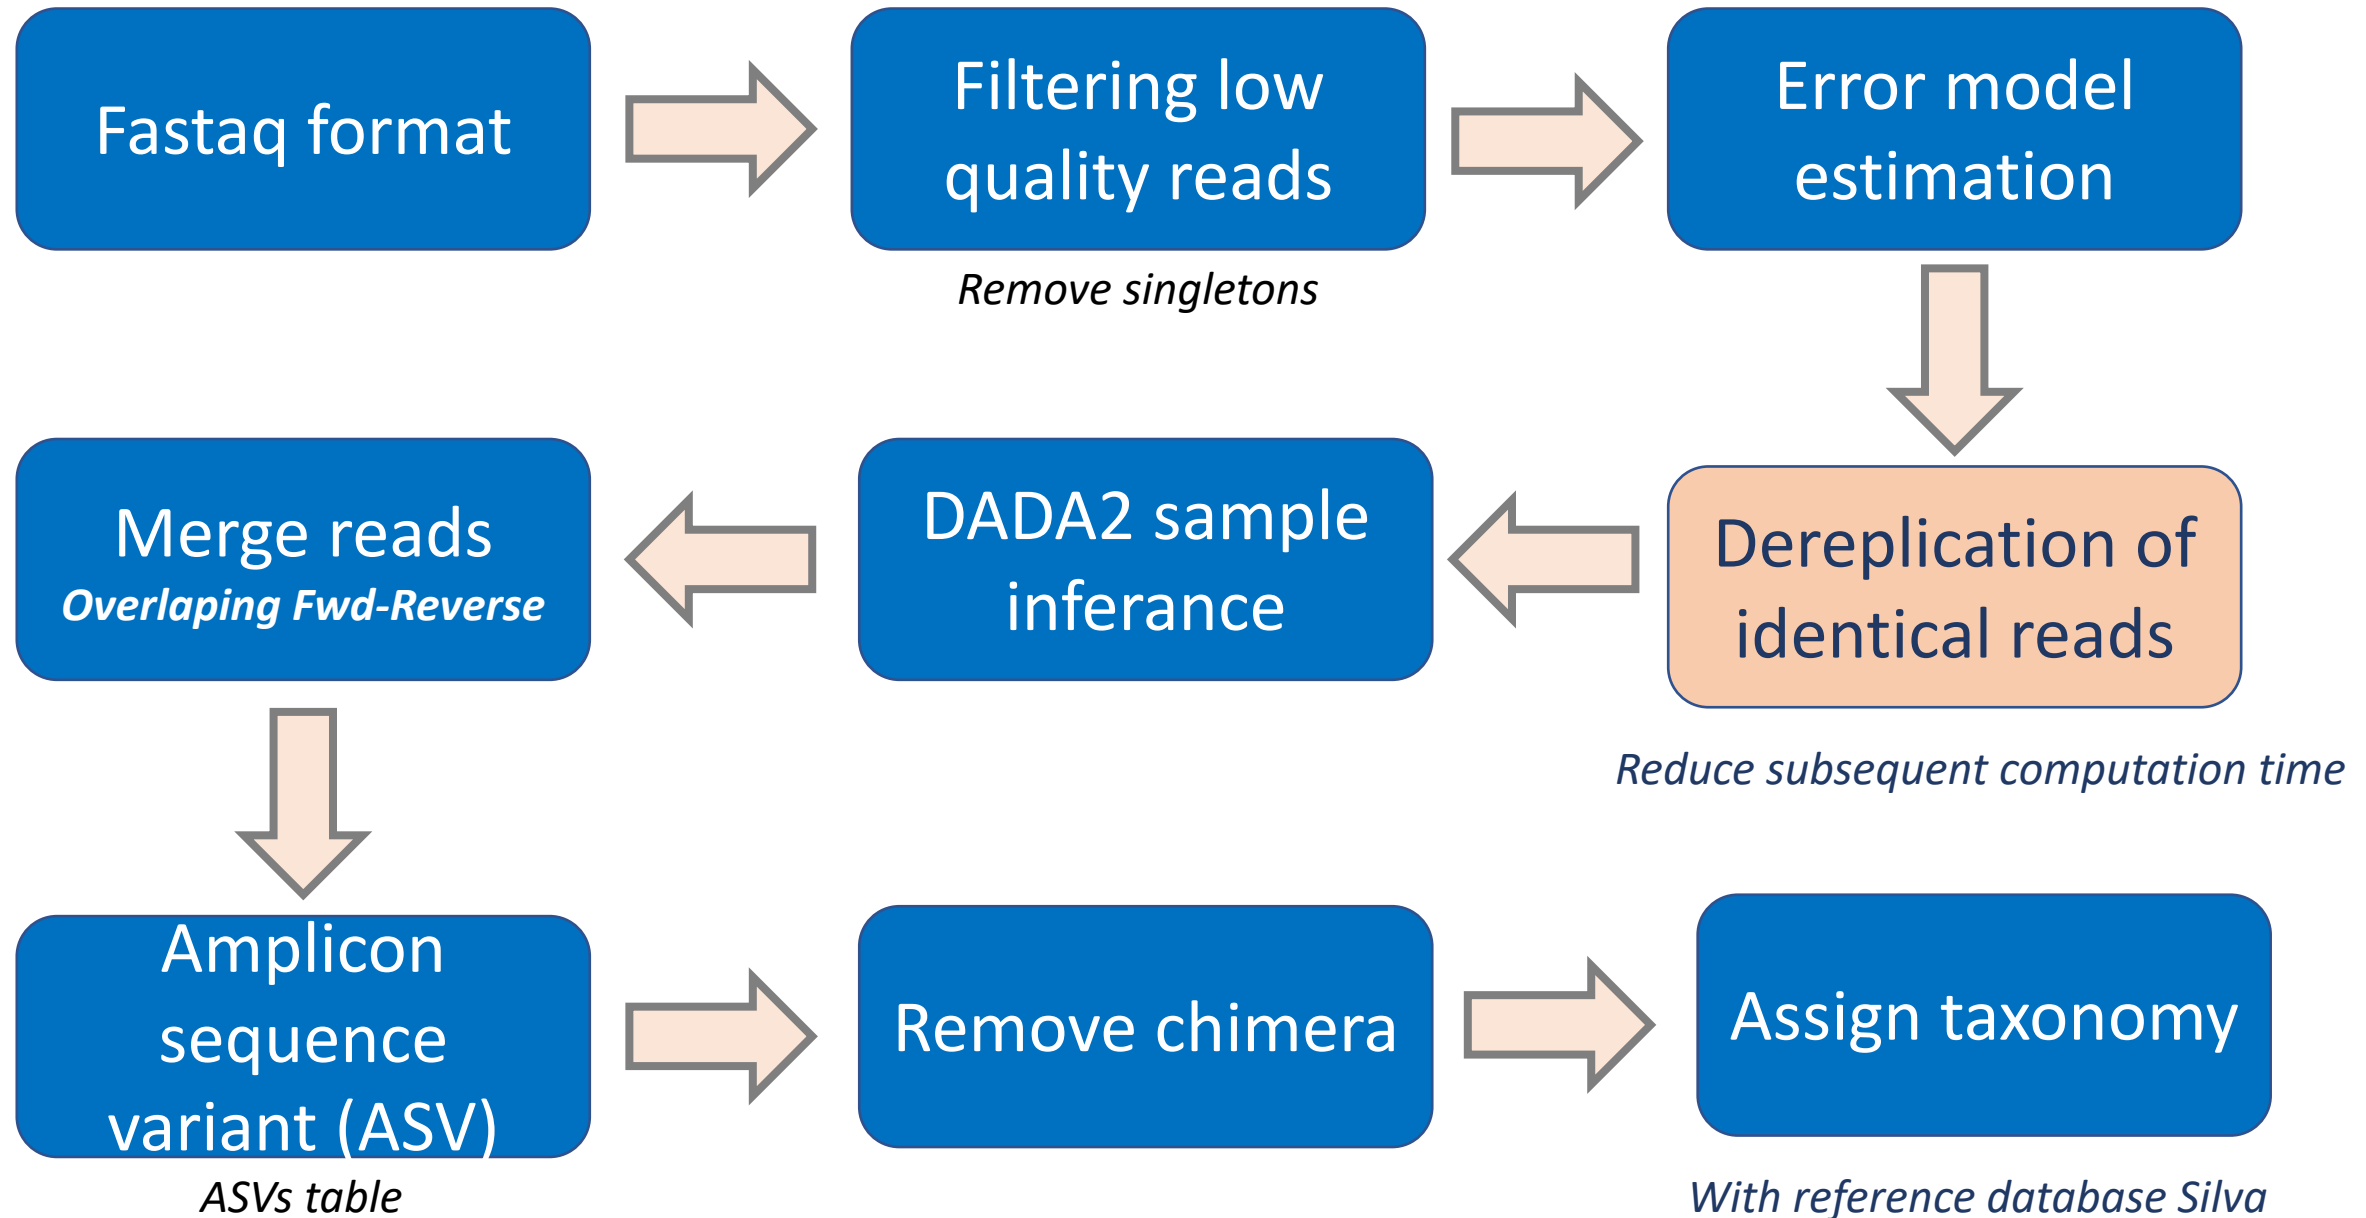 Fastaq format
Filtering low
quality reads
Remove singletons
Error model
estimation
Dereplication of
identical reads
Reduce subsequent computation time
DADA2 sample
inferance
Merge reads
Overlaping Fwd-Reverse
Amplicon
sequence
variant (ASV)
ASVs table
Remove chimera
Assign taxonomy
With reference database Silva